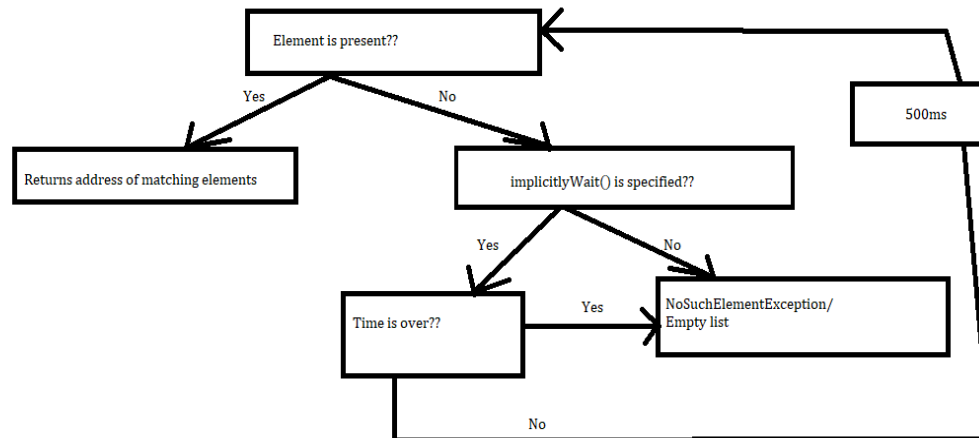 Element is present??
Yes
No
500ms
Returns address of matching elements
implicitlyWait() is specified??
Yes
No
Time is over??
Yes
NoSuchElementException/
Empty list
No